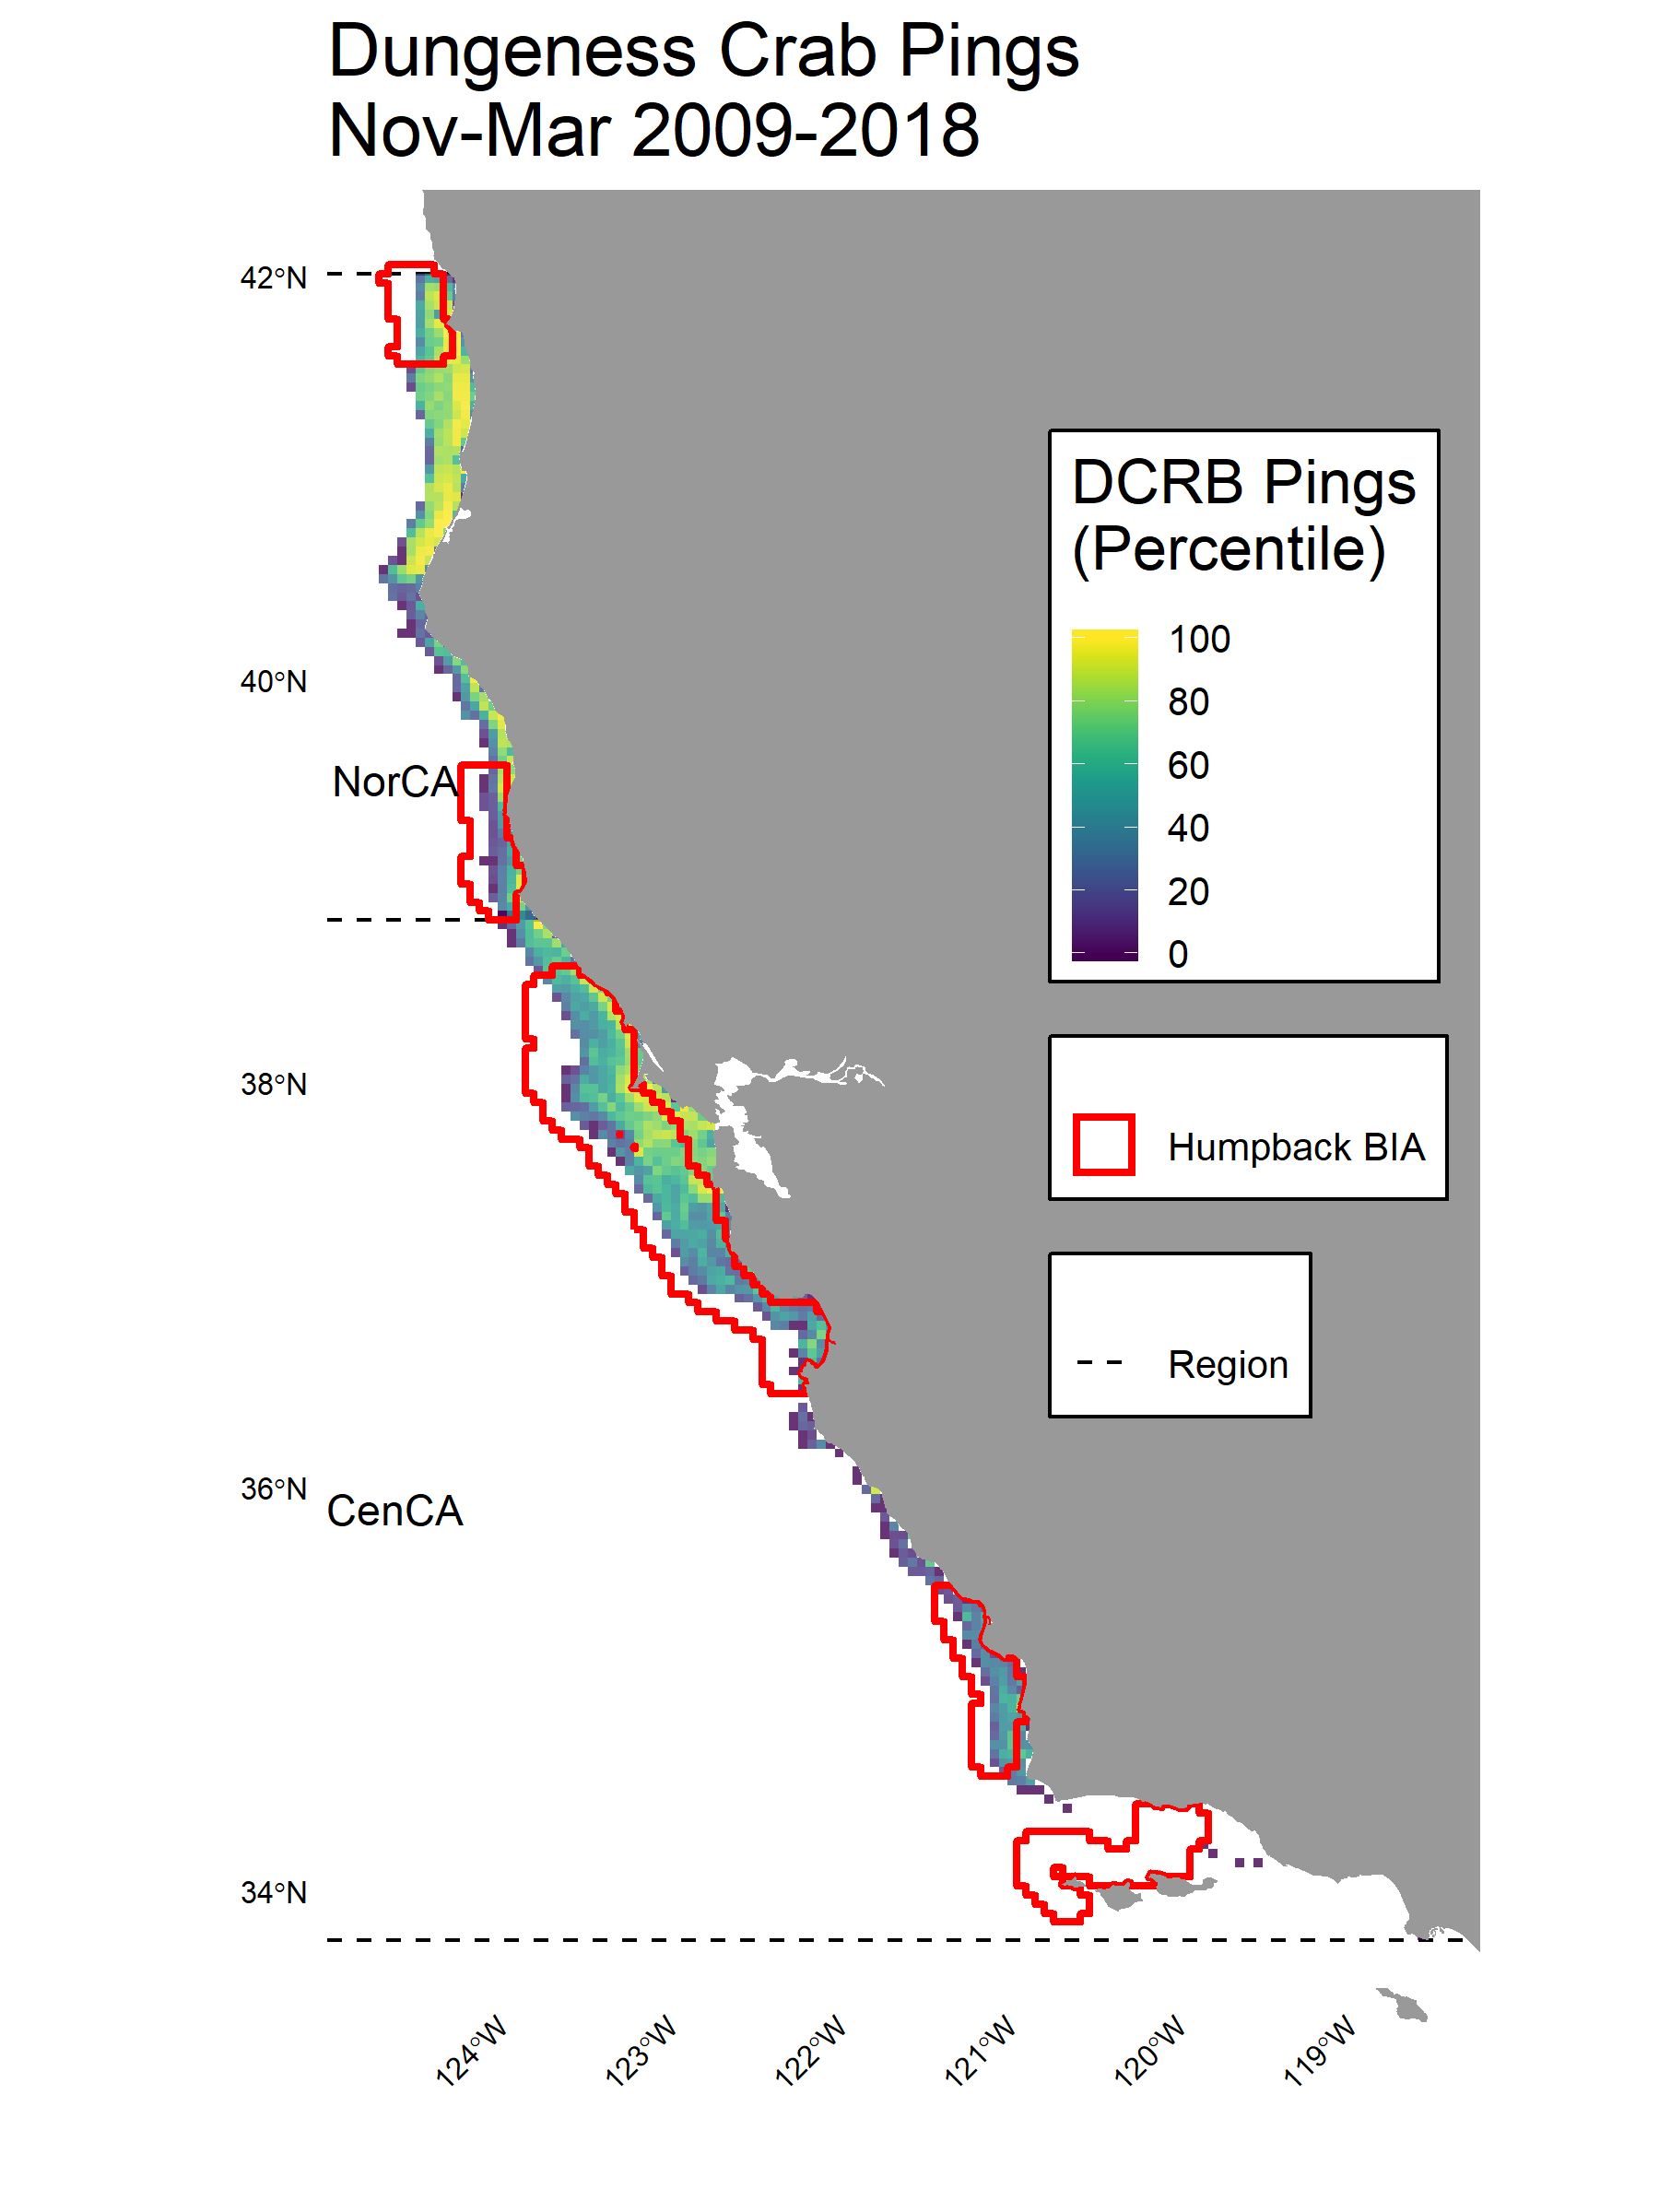 Dungeness Crab Pings
Nov-Mar 2009-2018
42°N
40°N
38°N
36°N
34°N
NorCA
CenCA
DCRB Pings
(Percentile)
100
80
60
40
20
0
Humpback BIA
Region
124°W
123°W
122°W
121°W
120°W
119°W